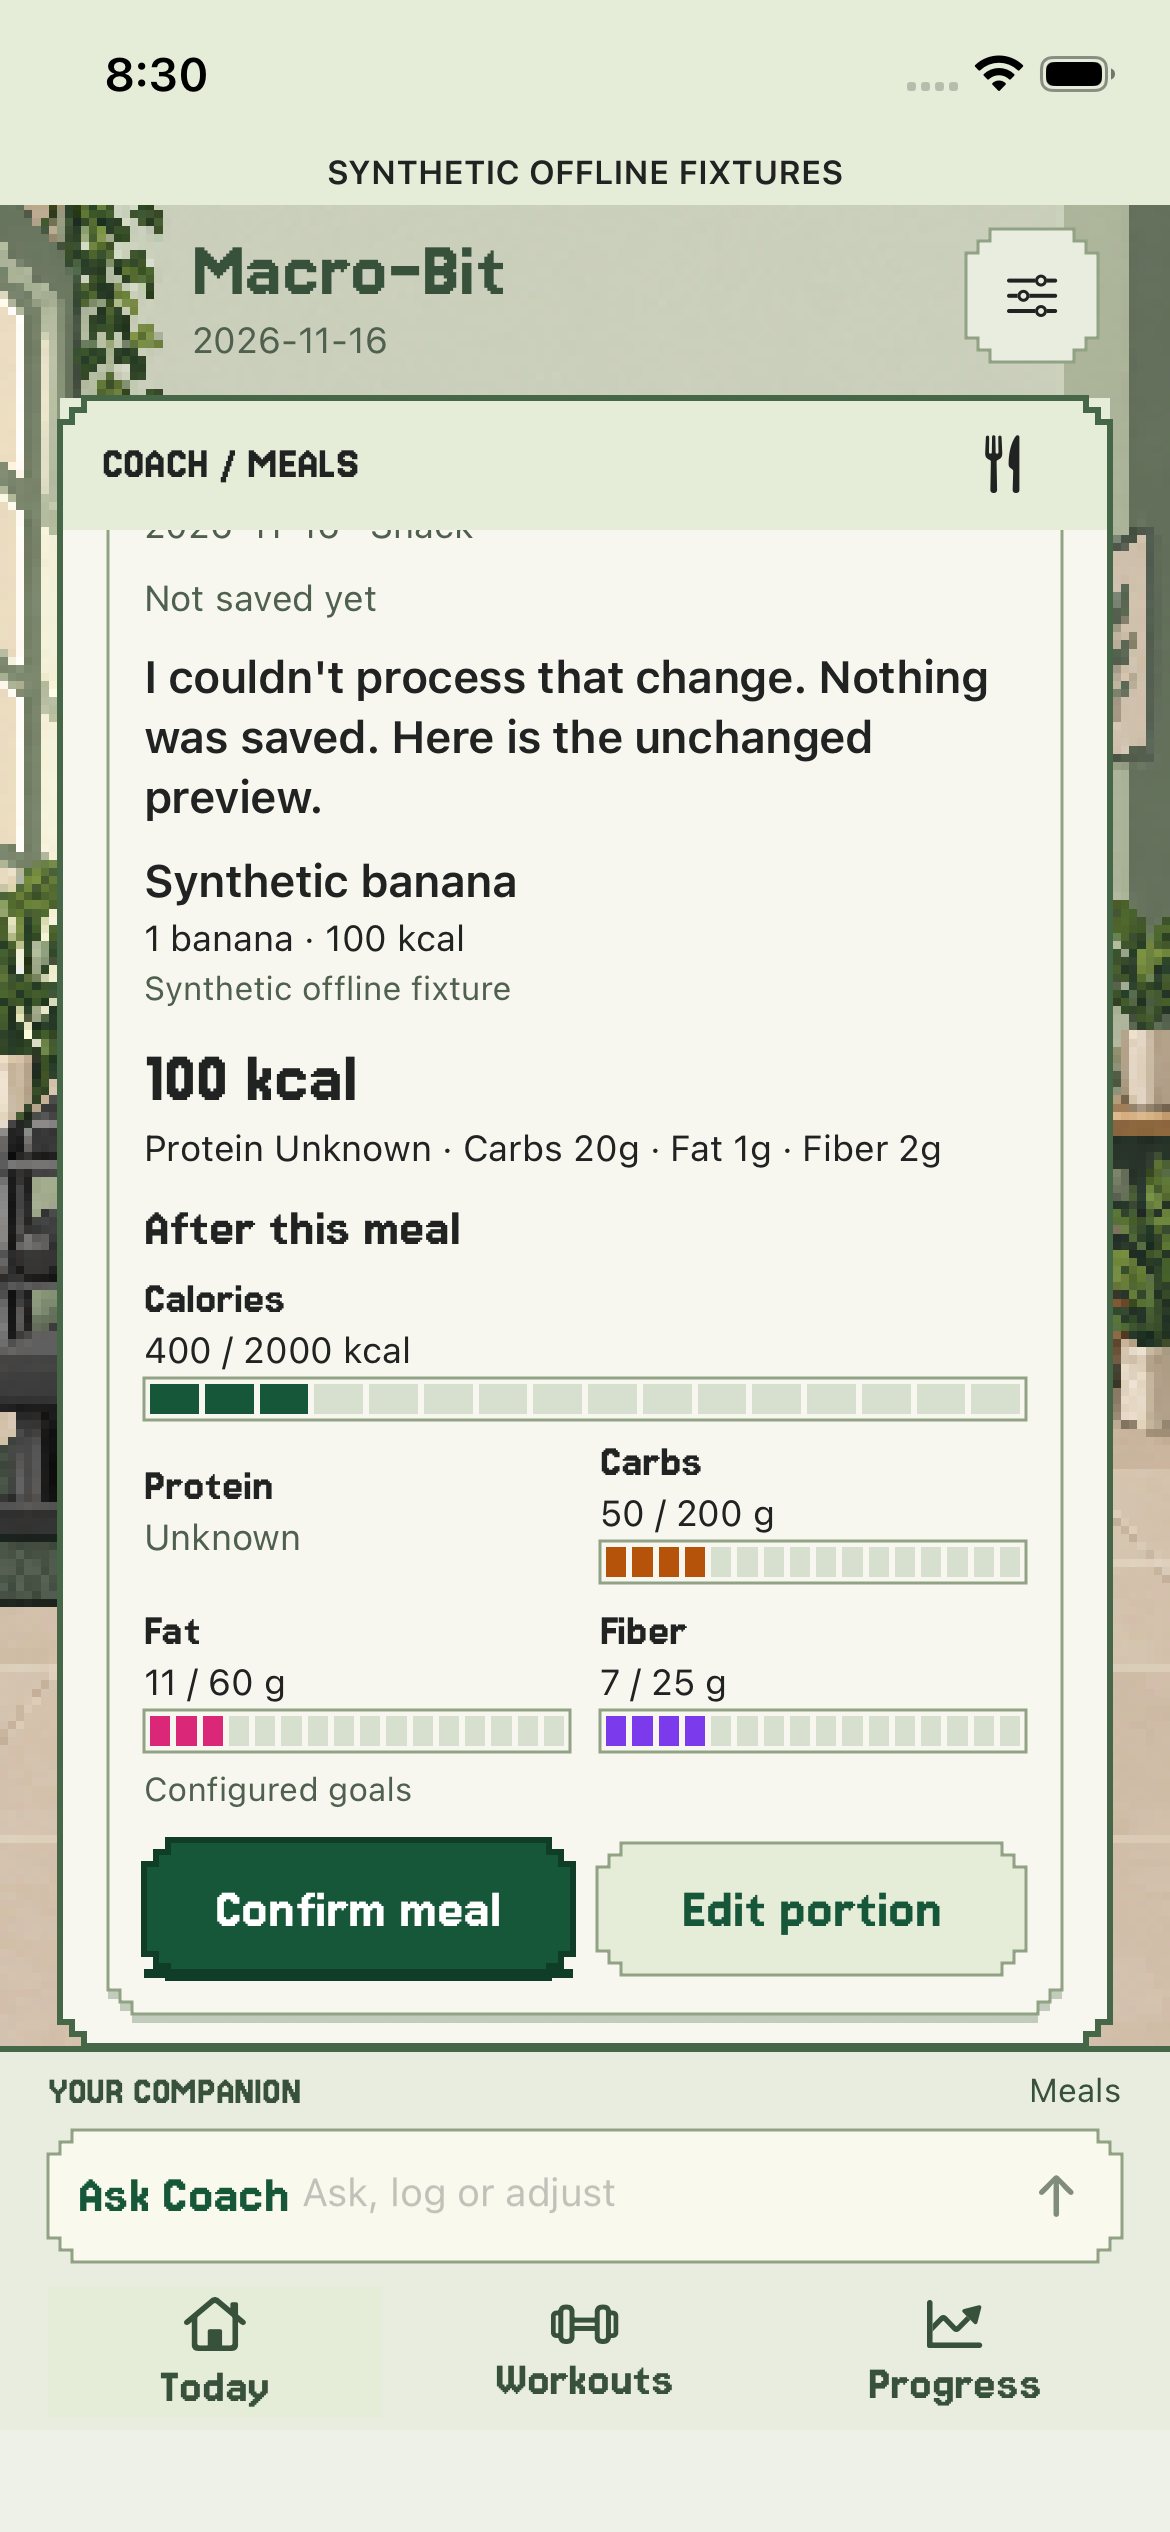 8:30
SYNTHETIC OFFLINE FIXTURES
Macro-Bit
2026-11-16
COACH / MEALS
2026-11-16 · Snack
Not saved yet
I couldn't process that change. Nothing
was saved. Here is the unchanged
preview.
Synthetic banana
1 banana · 100 kcal
Synthetic offline fixture
100 kcal
Protein Unknown · Carbs 20g · Fat 1g · Fiber 2g
After this meal
Calories
400 / 2000 kcal
Protein
Unknown
Carbs
50 / 200 g
Fat
11 / 60 g
Fiber
7 / 25 g
Configured goals
Confirm meal
Edit portion
YOUR COMPANION
Meals
Ask Coach Ask, log or adjust
Today
Workouts
Progress